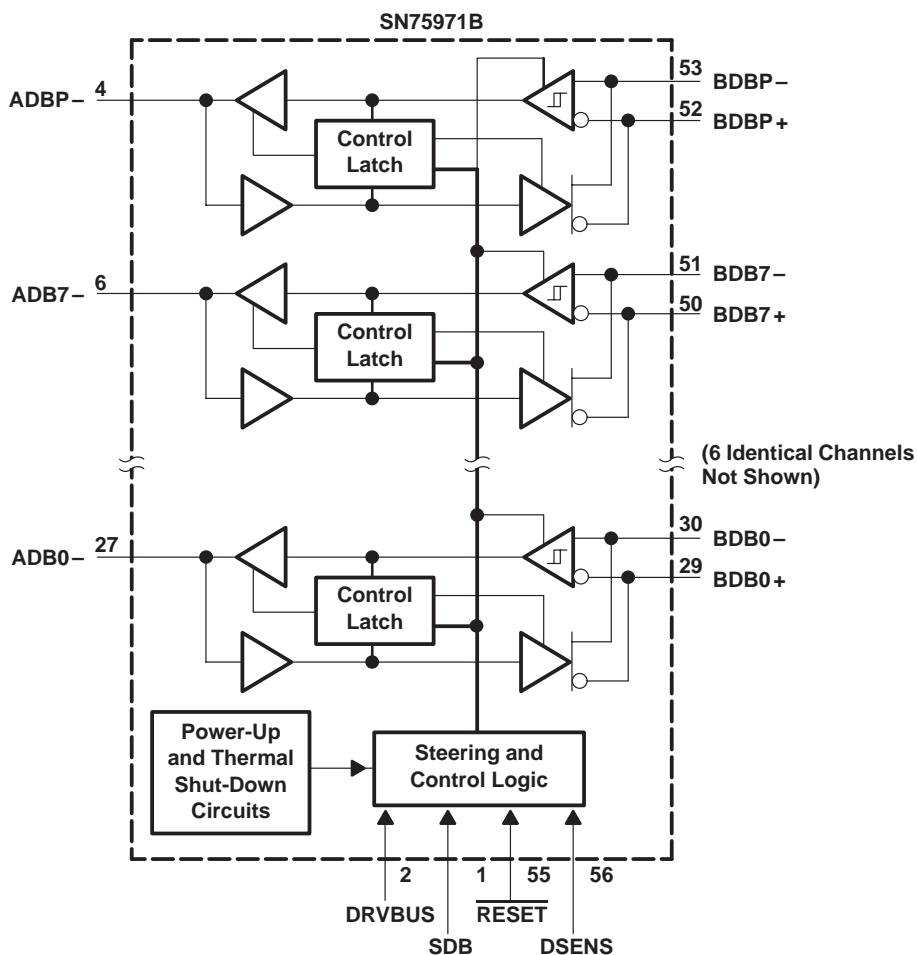 SN75971B
ADBP– 4
53 BDBP–
52 BDBP+
Control
Latch
ADB7– 6
51 BDB7–
50 BDB7+
Control
Latch
(6 Identical Channels
Not Shown)
ADB0– 27
30 BDB0–
29 BDB0+
Control
Latch
Power-Up
and Thermal
Shut-Down
Circuits
Steering and
Control Logic
2 1 55 56
DRVBUS RESET
SDB DSENS